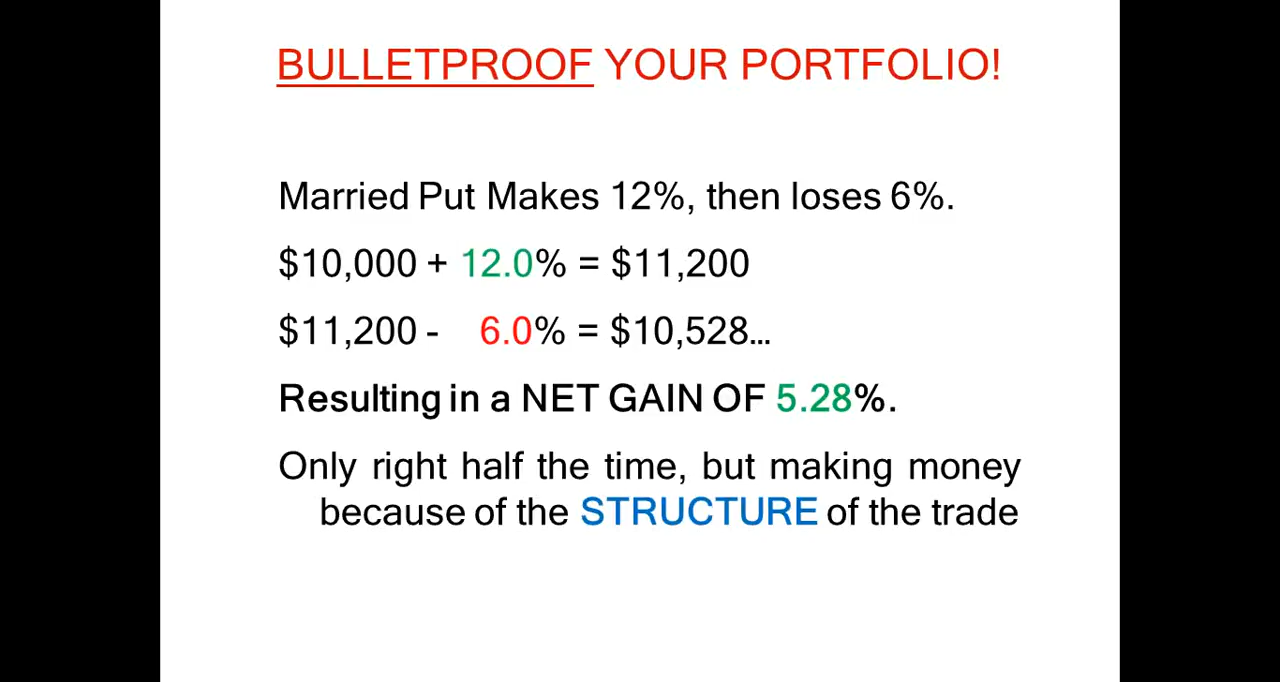 BULLETPROOF YOUR PORTFOLIO!
Married Put Makes 12%, then loses 6%.
$10,000 + 12.0% = $11,200
$11,200 - 6.0% = $10,528...
Resulting in a NET GAIN OF 5.28%.
Only right half the time, but making money
because of the STRUCTURE of the trade